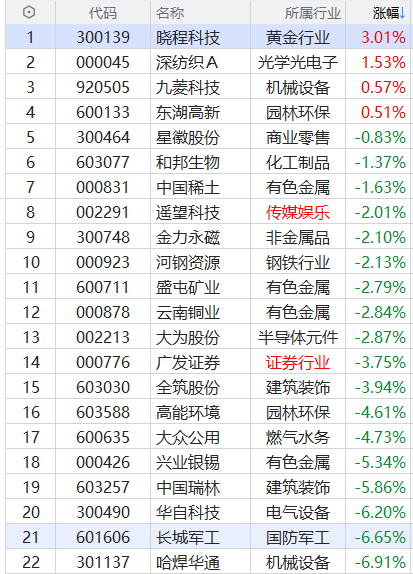 代码 名称 所属行业 涨幅↓
1 300139 晓程科技 黄金行业 3.01%
2 000045 深纺织A 光学光电子 1.53%
3 920505 九菱科技 机械设备 0.57%
4 600133 东湖高新 园林环保 0.51%
5 300464 星徽股份 商业零售 -0.83%
6 603077 和邦生物 化工制品 -1.37%
7 000831 中国稀土 有色金属 -1.63%
8 002291 遥望科技 传媒娱乐 -2.01%
9 300748 金力永磁 非金属品 -2.10%
10 000923 河钢资源 钢铁行业 -2.13%
11 600711 盛屯矿业 有色金属 -2.79%
12 000878 云南铜业 有色金属 -2.84%
13 002213 大为股份 半导体元件 -2.87%
14 000776 广发证券 证券行业 -3.75%
15 603030 全筑股份 建筑装饰 -3.94%
16 603588 高能环境 园林环保 -4.61%
17 600635 大众公用 燃气水务 -4.73%
18 000426 兴业银锡 有色金属 -5.34%
19 603257 中国瑞林 建筑装饰 -5.86%
20 300490 华自科技 电气设备 -6.20%
21 601606 长城军工 国防军工 -6.65%
22 301137 哈焊华通 机械设备 -6.91%